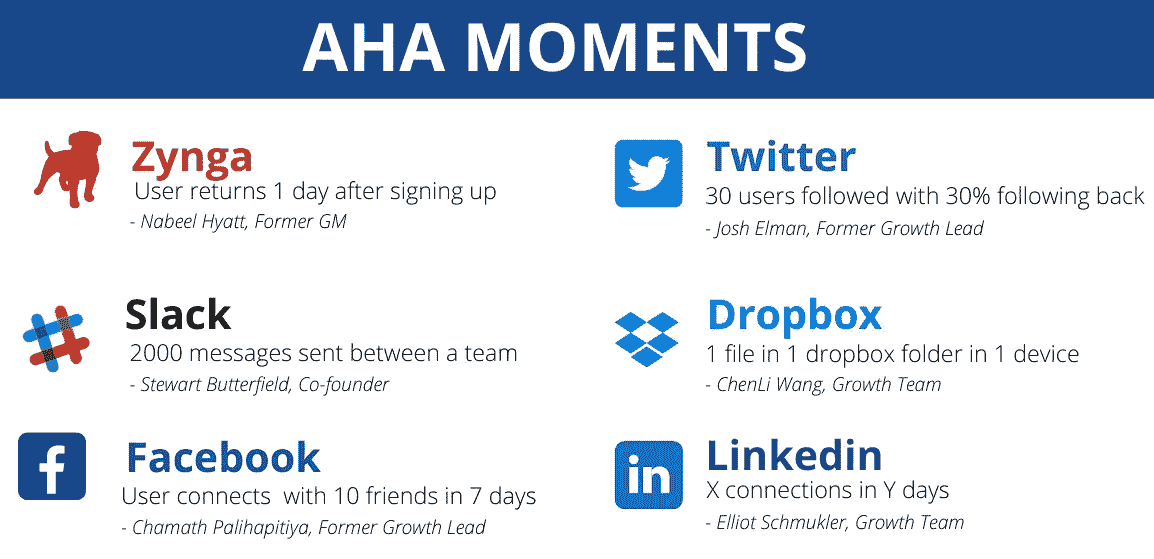 AHA MOMENTS
Zynga
User returns 1 day after signing up
- Nabeel Hyatt, Former GM
Twitter
30 users followed with 30% following back
- Josh Elman, Former Growth Lead
Slack
2000 messages sent between a team
- Stewart Butterfield, Co-founder
Dropbox
1 file in 1 dropbox folder in 1 device
- ChenLi Wang, Growth Team
f
Facebook
User connects with 10 friends in 7 days
- Chamath Palihapitiya, Former Growth Lead
in
Linkedin
X connections in Y days
- Elliot Schmukler, Growth Team